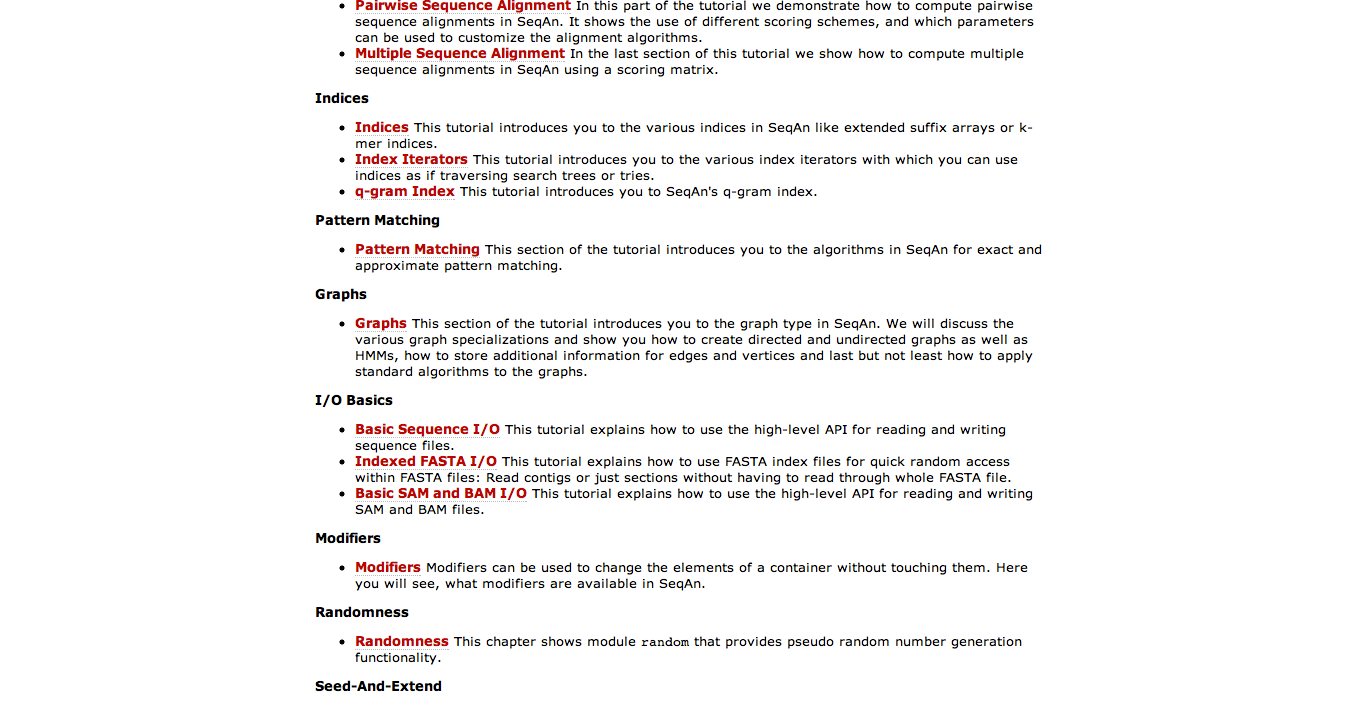 • Pairwise Sequence Alignment In this part of the tutorial we demonstrate how to compute pairwise
sequence alignments in SeqAn. It shows the use of different scoring schemes, and which parameters
can be used to customize the alignment algorithms.
• Multiple Sequence Alignment In the last section of this tutorial we show how to compute multiple
sequence alignments in SeqAn using a scoring matrix.
Indices
• Indices This tutorial introduces you to the various indices in SeqAn like extended suffix arrays or k-
mer indices.
• Index Iterators This tutorial introduces you to the various index iterators with which you can use
indices as if traversing search trees or tries.
• q-gram Index This tutorial introduces you to SeqAn's q-gram index.
Pattern Matching
• Pattern Matching This section of the tutorial introduces you to the algorithms in SeqAn for exact and
approximate pattern matching.
Graphs
• Graphs This section of the tutorial introduces you to the graph type in SeqAn. We will discuss the
various graph specializations and show you how to create directed and undirected graphs as well as
HMMs, how to store additional information for edges and vertices and last but not least how to apply
standard algorithms to the graphs.
I/O Basics
• Basic Sequence I/O This tutorial explains how to use the high-level API for reading and writing
sequence files.
• Indexed FASTA I/O This tutorial explains how to use FASTA index files for quick random access
within FASTA files: Read contigs or just sections without having to read through whole FASTA file.
• Basic SAM and BAM I/O This tutorial explains how to use the high-level API for reading and writing
SAM and BAM files.
Modifiers
• Modifiers Modifiers can be used to change the elements of a container without touching them. Here
you will see, what modifiers are available in SeqAn.
Randomness
• Randomness This chapter shows module random that provides pseudo random number generation
functionality.
Seed-And-Extend